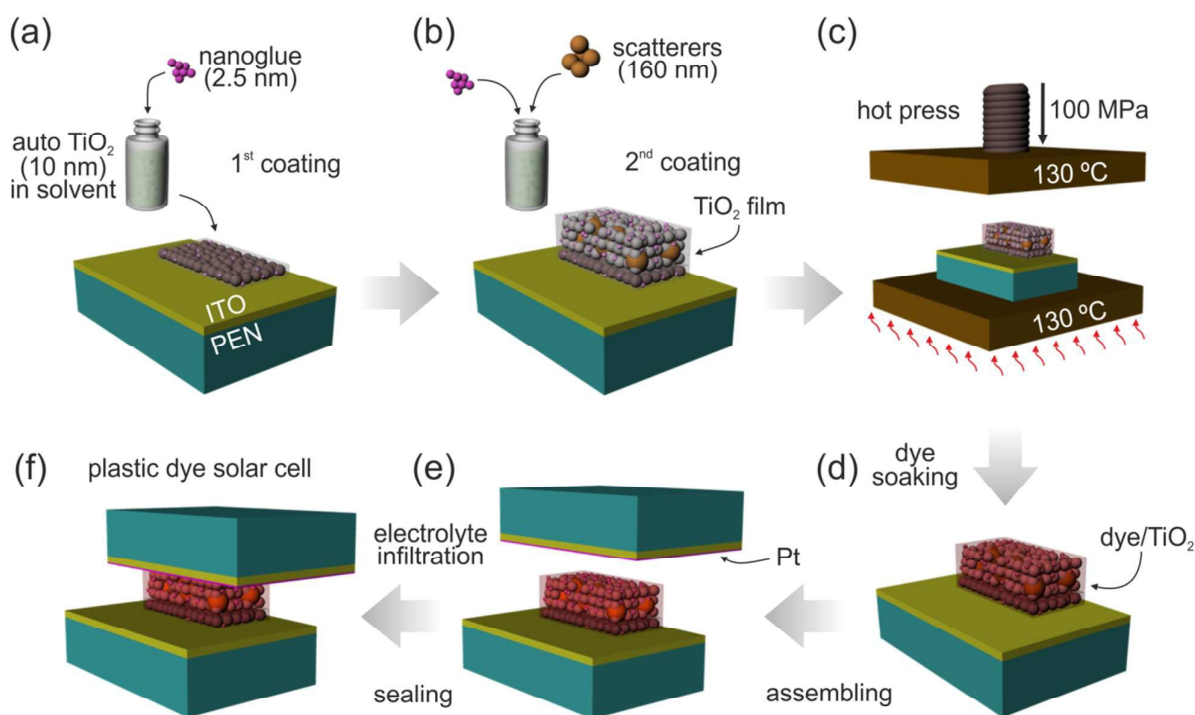 (a)
nanoglue
(2.5 nm)
auto TiO₂
(10 nm)
in solvent
1st coating
ITO
PEN
(b)
scatterers
(160 nm)
2nd coating
TiO₂ film
(c)
hot press
100 MPa
130 ºC
130 ºC
dye
soaking
(d)
dye/TiO₂
assembling
(e)
Pt
electrolyte
infiltration
sealing
(f)
plastic dye solar cell